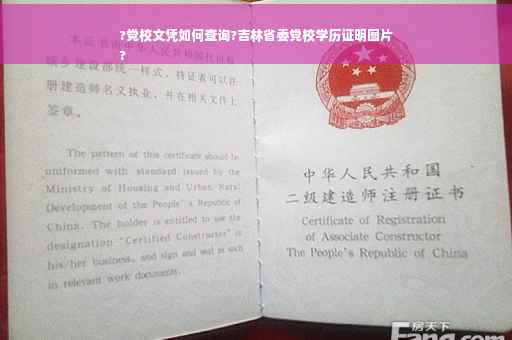 ?党校文凭如何查询?吉林省委党校学历证明图片
?
本证书由中华人民共和国住房和
城乡建设部统一样式，持证者可以注
册建造师名义执业，并在相关文件上
签章。
The pattern of this certificate should be
uniformed with standard issued by the
Ministry of Housing and Urban Rural
Development of the People's Republic of
China. The holder is entitled to use the
designation "Certified Constructor" in
his/her business, and sign and seal as such
in relevant work documents.
中华人民共和国
二级建造师注册证书
Certificate of Registration
of Associate Constructor
The People's Republic of China
房天下
Fang.com